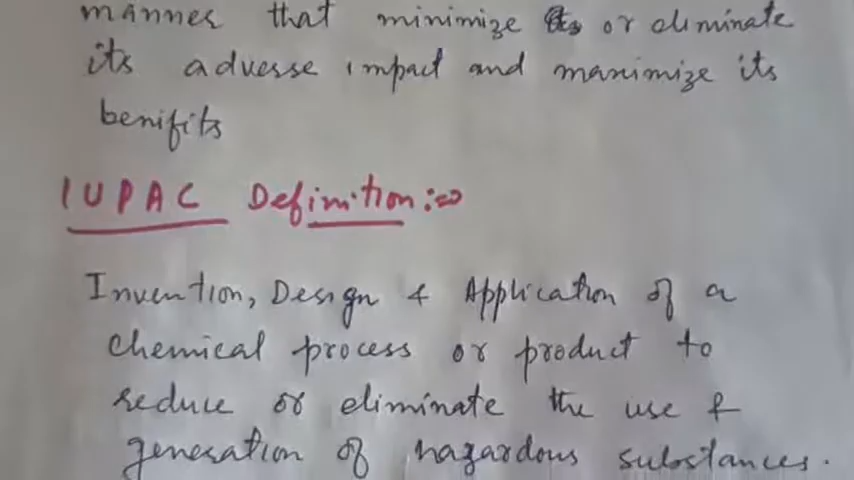 manner that minimize or eliminate
its adverse impact and maximize its
benifits
IUPAC Definition:⇒
Invention, Design & Application of a
chemical process or product to
reduce or eliminate the use &
generation of hazardous substances.